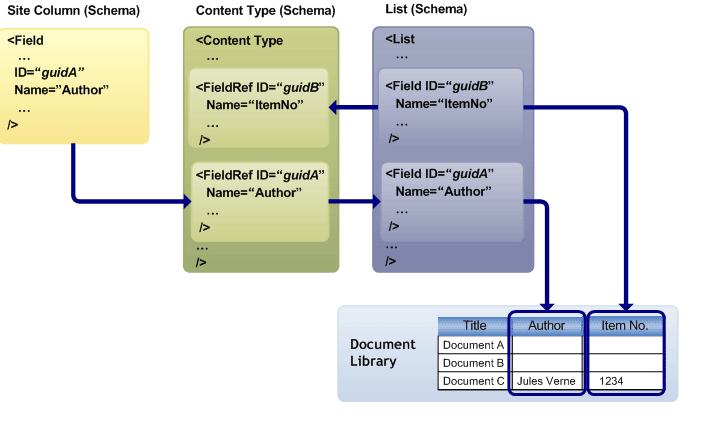 Site Column (Schema)
<Field
...
ID=“guidA”
Name=”Author”
...
/>
Content Type (Schema)
<Content Type
...
<FieldRef ID=“guidB”
Name=“ItemNo”
...
/>
<FieldRef ID=“guidA”
Name=“Author”
...
/>
...
/>
List (Schema)
<List
...
<Field ID=“guidB”
Name=“ItemNo”
...
/>
<Field ID=“guidA”
Name=“Author”
...
/>
...
/>
Document
Library
Title Author Item No.
Document A
Document B
Document C Jules Verne 1234